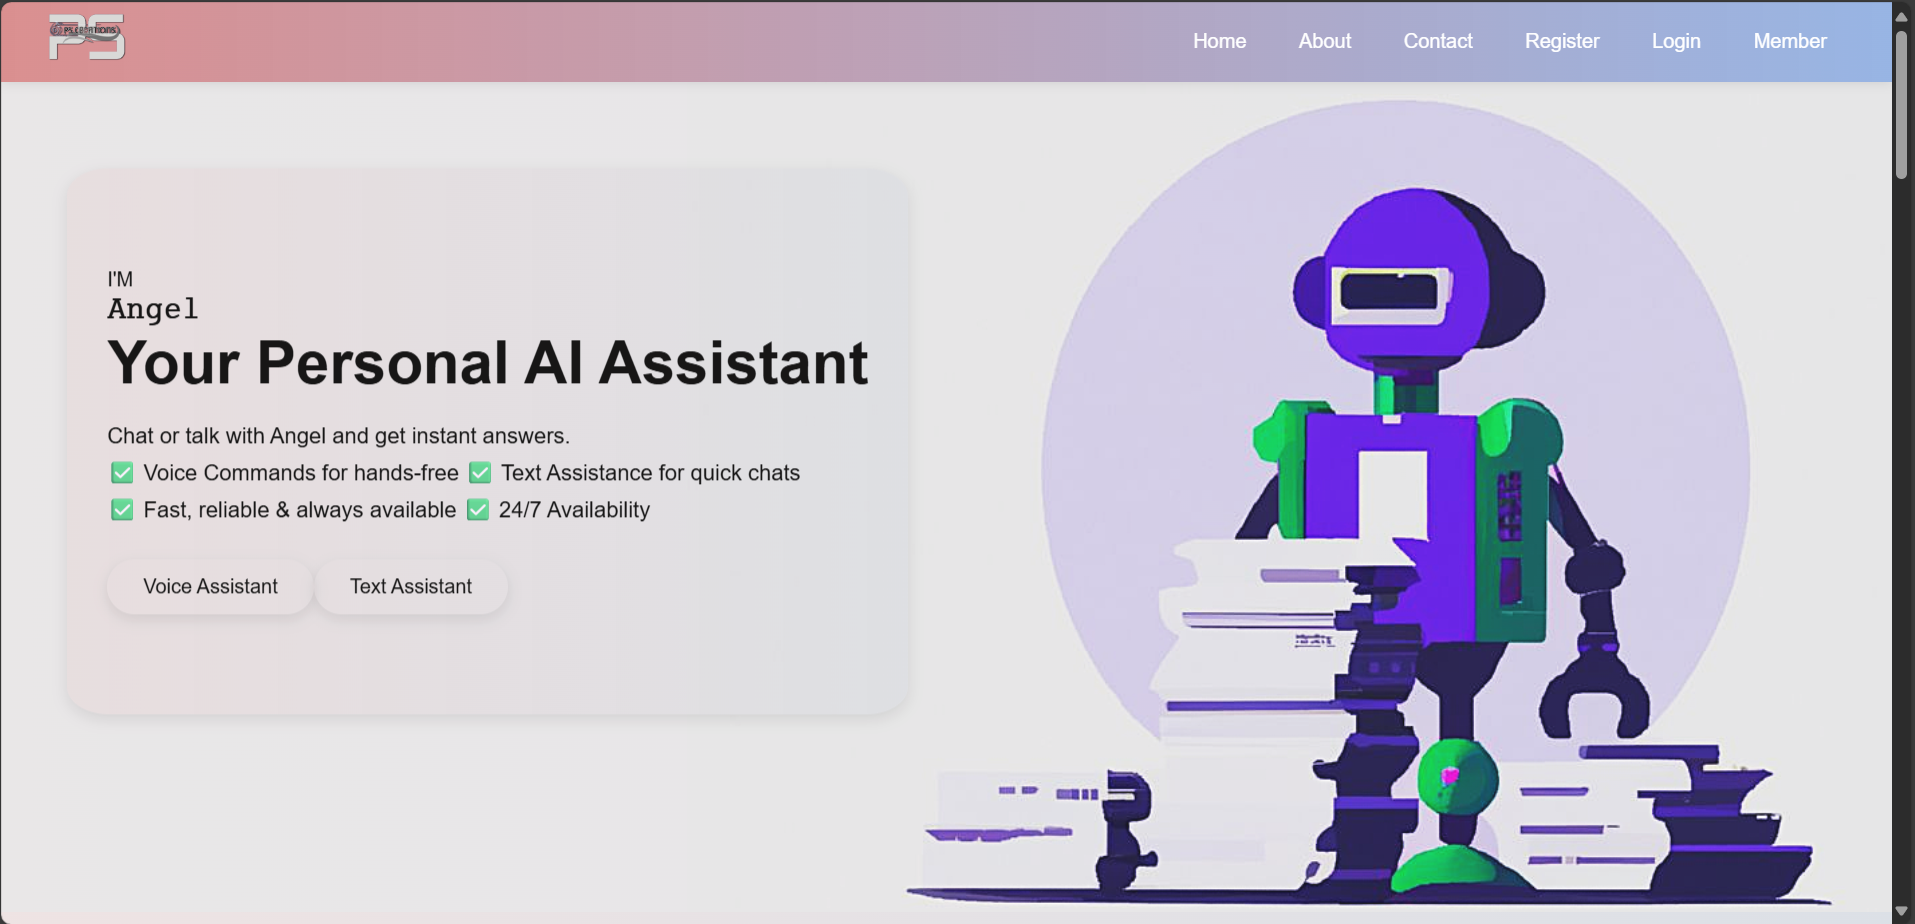 PS
PS CREATIONS
Home About Contact Register Login Member
I'M
Angel
Your Personal AI Assistant
Chat or talk with Angel and get instant answers.
✅ Voice Commands for hands-free ✅ Text Assistance for quick chats
✅ Fast, reliable & always available ✅ 24/7 Availability
Voice Assistant Text Assistant